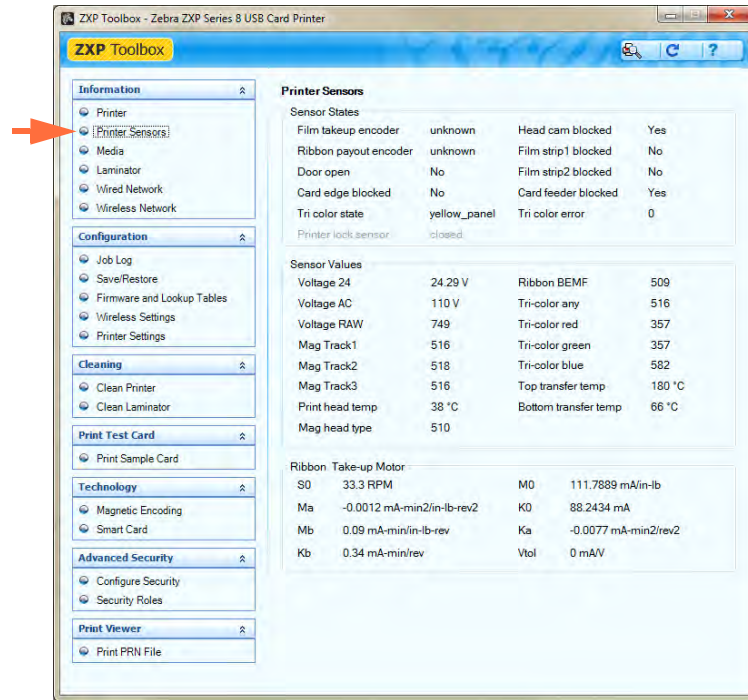 ZXP Toolbox - Zebra ZXP Series 8 USB Card Printer
ZXP Toolbox
?
Information
Printer
Printer Sensors
Media
Laminator
Wired Network
Wireless Network
Configuration
Job Log
Save/Restore
Firmware and Lookup Tables
Wireless Settings
Printer Settings
Cleaning
Clean Printer
Clean Laminator
Print Test Card
Print Sample Card
Technology
Magnetic Encoding
Smart Card
Advanced Security
Configure Security
Security Roles
Print Viewer
Print PRN File
Printer Sensors
Sensor States
Film takeup encoder unknown Head cam blocked Yes
Ribbon payout encoder unknown Film strip1 blocked No
Door open No Film strip2 blocked No
Card edge blocked No Card feeder blocked Yes
Tri color state yellow_panel Tri color error 0
Printer lock sensor closed
Sensor Values
Voltage 24 24.29 V Ribbon BEMF 509
Voltage AC 110 V Tri-color any 516
Voltage RAW 749 Tri-color red 357
Mag Track1 516 Tri-color green 357
Mag Track2 518 Tri-color blue 582
Mag Track3 516 Top transfer temp 180 °C
Print head temp 38 °C Bottom transfer temp 66 °C
Mag head type 510
Ribbon Take-up Motor
S0 33.3 RPM M0 111.7889 mA/in-lb
Ma -0.0012 mA-min2/in-lb-rev2 K0 88.2434 mA
Mb 0.09 mA-min/in-lb-rev Ka -0.0077 mA-min2/rev2
Kb 0.34 mA-min/rev Vtol 0 mA/V